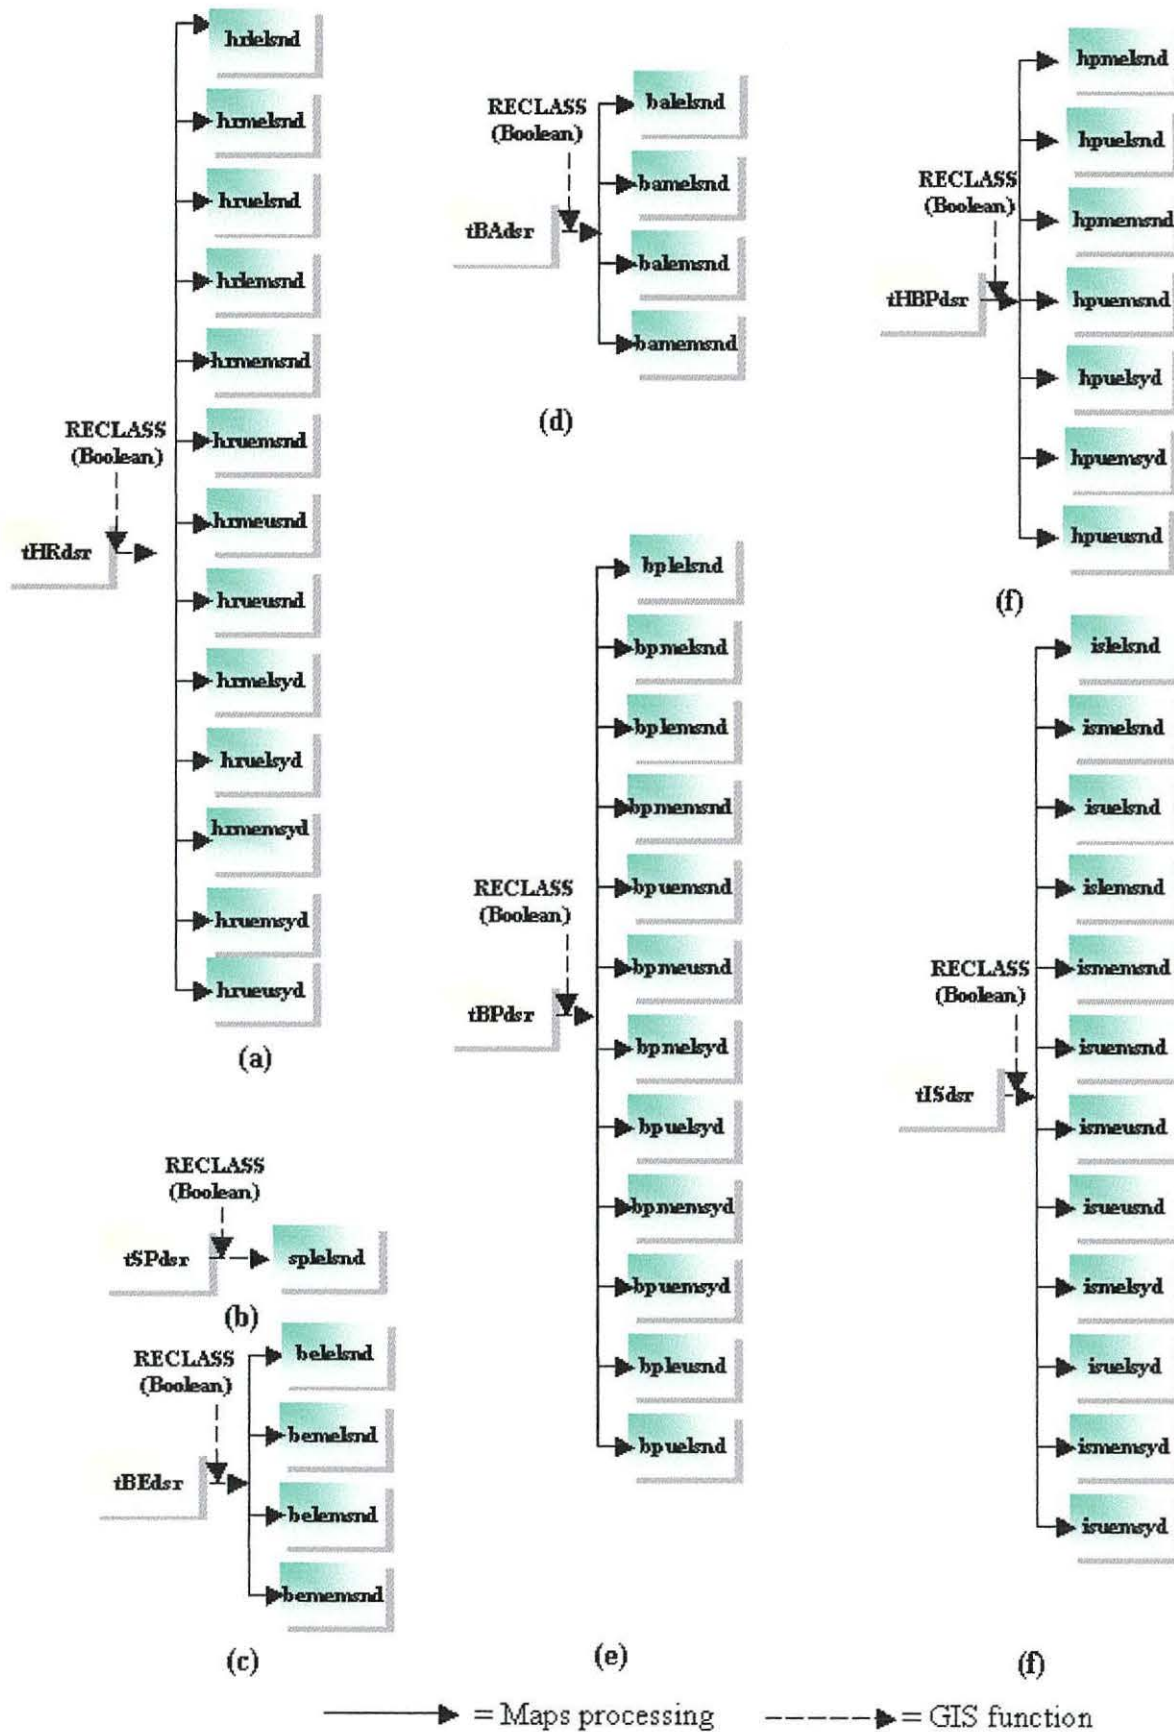 hrlelsnd
hrmelsnd
hruelsnd
hrlemsnd
hrmemsnd
hruemsnd
RECLASS
(Boolean)
hrmeusnd
tHRdsr
hrueusnd
hrmelsyd
hruelsyd
hrmemsyd
hruemsyd
hrueusyd
(a)
RECLASS
(Boolean)
tSPdsr
splelsnd
(b)
RECLASS
(Boolean)
belelsnd
bemelsnd
tBEdsr
belemsnd
bememsnd
(c)
RECLASS
(Boolean)
balelsnd
bamelsnd
tBAdsr
balemsnd
bamemsnd
(d)
bplelsnd
bpmelsnd
bplemsnd
bpmemsnd
RECLASS
(Boolean)
bpuemsnd
bpmeusnd
tBPdsr
bpmelsyd
bpuelsyd
bpmemsyd
bpuemsyd
bpleusnd
bpuelsnd
(e)
hpmelsnd
hpuelsnd
RECLASS
(Boolean)
hpmemsnd
tHBPdsr
hpuemsnd
hpuelsyd
hpuemsyd
hpueusnd
(f)
islelsnd
ismelsnd
isuelsnd
islemsnd
RECLASS
(Boolean)
ismemsnd
isuemsnd
tISdsr
ismeusnd
isueusnd
ismelsyd
isuelsyd
ismemsyd
isuemsyd
(f)
= Maps processing
= GIS function